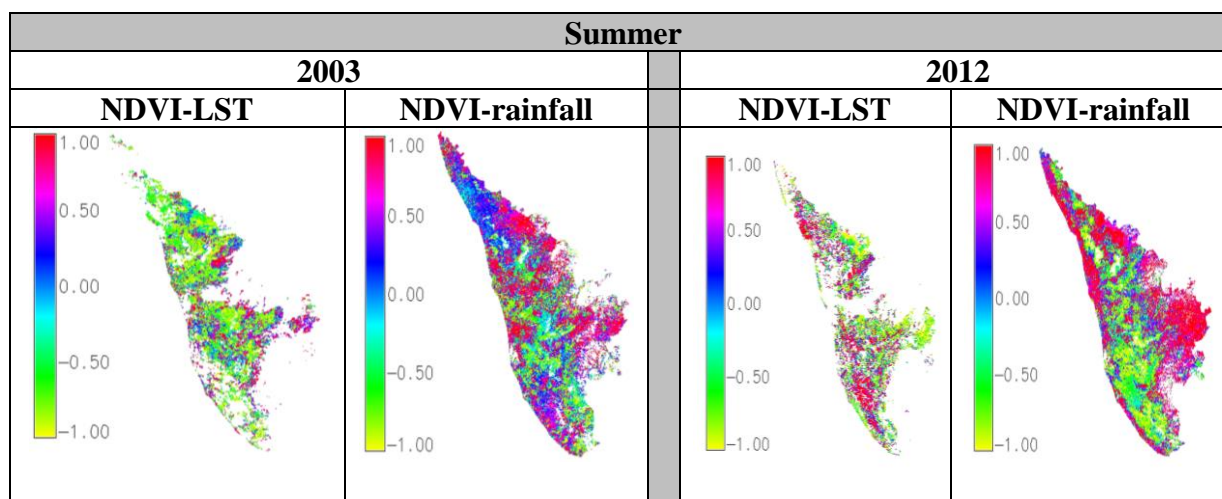 Summer
2003 2012
NDVI-LST NDVI-rainfall NDVI-LST NDVI-rainfall
1.00 1.00 1.00 1.00
0.50 0.50 0.50 0.50
0.00 0.00 0.00 0.00
−0.50 −0.50 −0.50 −0.50
−1.00 −1.00 −1.00 −1.00